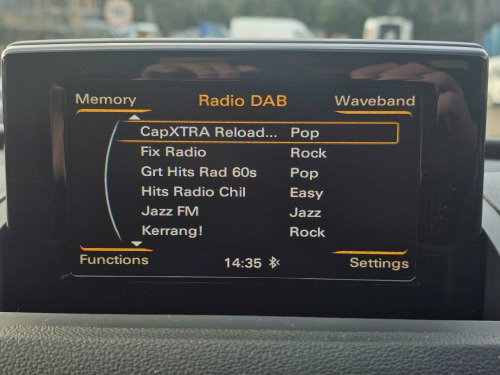 Memory Radio DAB Waveband
CapXTRA Reload... Pop
Fix Radio Rock
Grt Hits Rad 60s Pop
Hits Radio Chil Easy
Jazz FM Jazz
Kerrang! Rock
Functions 14:35 Settings